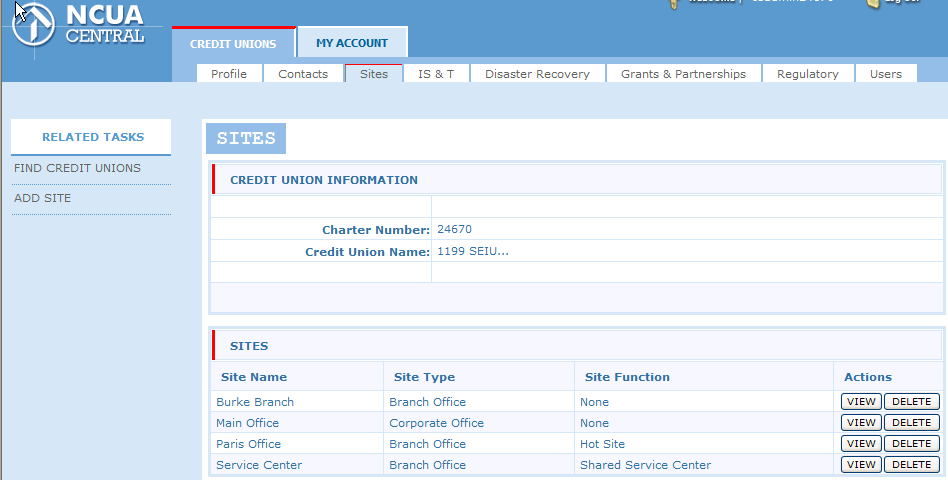 NCUA
CENTRAL
CREDIT UNIONS
MY ACCOUNT
Profile
Contacts
Sites
IS & T
Disaster Recovery
Grants & Partnerships
Regulatory
Users
RELATED TASKS
FIND CREDIT UNIONS
ADD SITE
SITES
CREDIT UNION INFORMATION
Charter Number: 24670
Credit Union Name: 1199 SEIU...
SITES
Site Name Site Type Site Function Actions
Burke Branch Branch Office None VIEW DELETE
Main Office Corporate Office None VIEW DELETE
Paris Office Branch Office Hot Site VIEW DELETE
Service Center Branch Office Shared Service Center VIEW DELETE